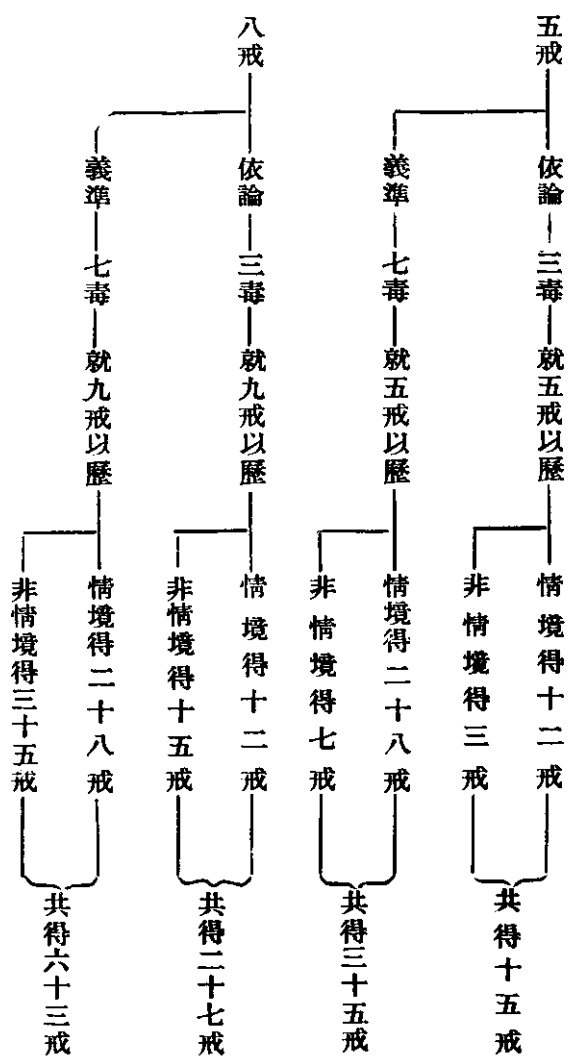 五戒
依論
三毒
就五戒以歷
情境得十二戒
非情境得三戒
共得十五戒
義準
七毒
就五戒以歷
情境得二十八戒
非情境得七戒
共得三十五戒
八戒
依論
三毒
就九戒以歷
情境得十二戒
非情境得十五戒
共得二十七戒
義準
七毒
就九戒以歷
情境得二十八戒
非情境得三十五戒
共得六十三戒